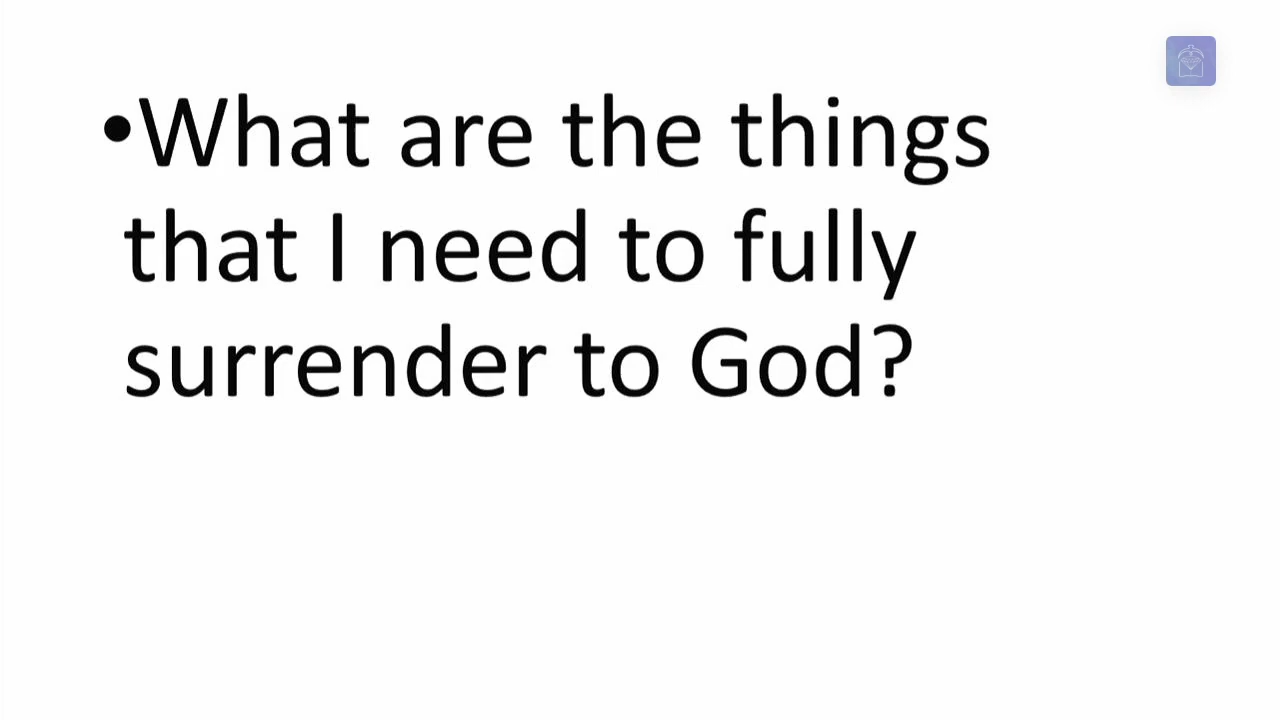 •What are the things
that I need to fully
surrender to God?